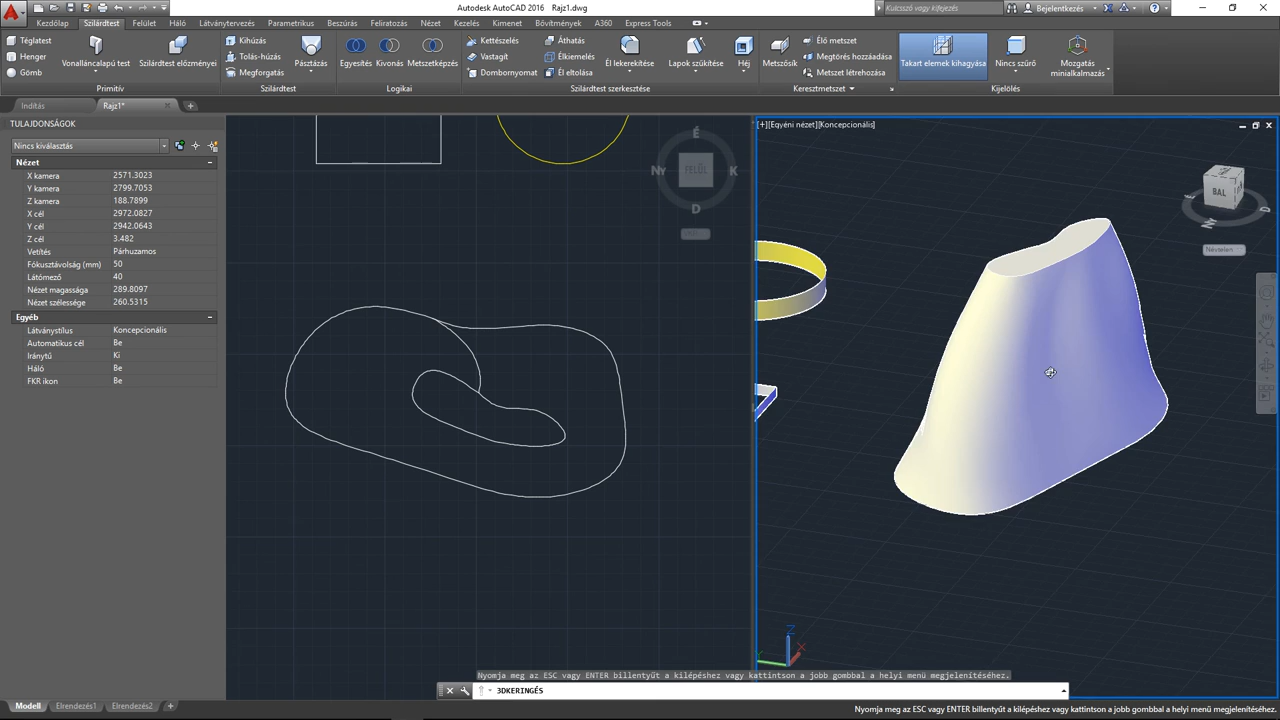 Autodesk AutoCAD 2016   Rajz1.dwg
Kulcsszó vagy kifejezés
Bejelentkezés
Kezdőlap Szilárdtest Felület Háló Látványtervezés Parametrikus Beszúrás Feliratozás Nézet Kezelés Kimenet Bővítmények A360 Express Tools
Téglatest
Henger
Gömb
Vonalláncalapú test
Szilárdtest előzményei
Primitív
Kihúzás
Tolás-húzás
Megforgatás
Pásztázás
Szilárdtest
Egyesítés Kivonás Metszetképzés
Logikai
Kettészelés
Vastagít
Dombornyomat
Áthatás
Élkiemelés
Él eltolása
Él lekerekítése
Lapok szűkítése
Héj
Szilárdtest szerkesztése
Metszősík
Élő metszet
Megtörés hozzáadása
Metszet létrehozása
Keresztmetszet
Takart elemek kihagyása
Nincs szűrő
Mozgatás
minialkalmazás
Kijelölés
Indítás Rajz1*
TULAJDONSÁGOK
Nincs kiválasztás
Nézet
X kamera 2571.3023
Y kamera 2799.7053
Z kamera 188.7899
X cél 2972.0827
Y cél 2942.0643
Z cél 3.482
Vetítés Párhuzamos
Fókusztávolság (mm) 50
Látómező 40
Nézet magassága 289.8097
Nézet szélessége 260.5315
Egyéb
Látványstílus Koncepcionális
Automatikus cél Be
Iránytű Ki
Háló Be
FKR ikon Be
É
NY FELÜL K
D
[+][Egyéni nézet][Koncepcionális]
BAL
Névtelen
Z
X
Y
Nyomja meg az ESC vagy ENTER billentyűt a kilépéshez vagy kattintson a jobb gombbal a helyi menü megjelenítéséhez.
3DKERINGÉS
Modell Elrendezés1 Elrendezés2
Nyomja meg az ESC vagy ENTER billentyűt a kilépéshez vagy kattintson a jobb gombbal a helyi menü megjelenítéséhez.